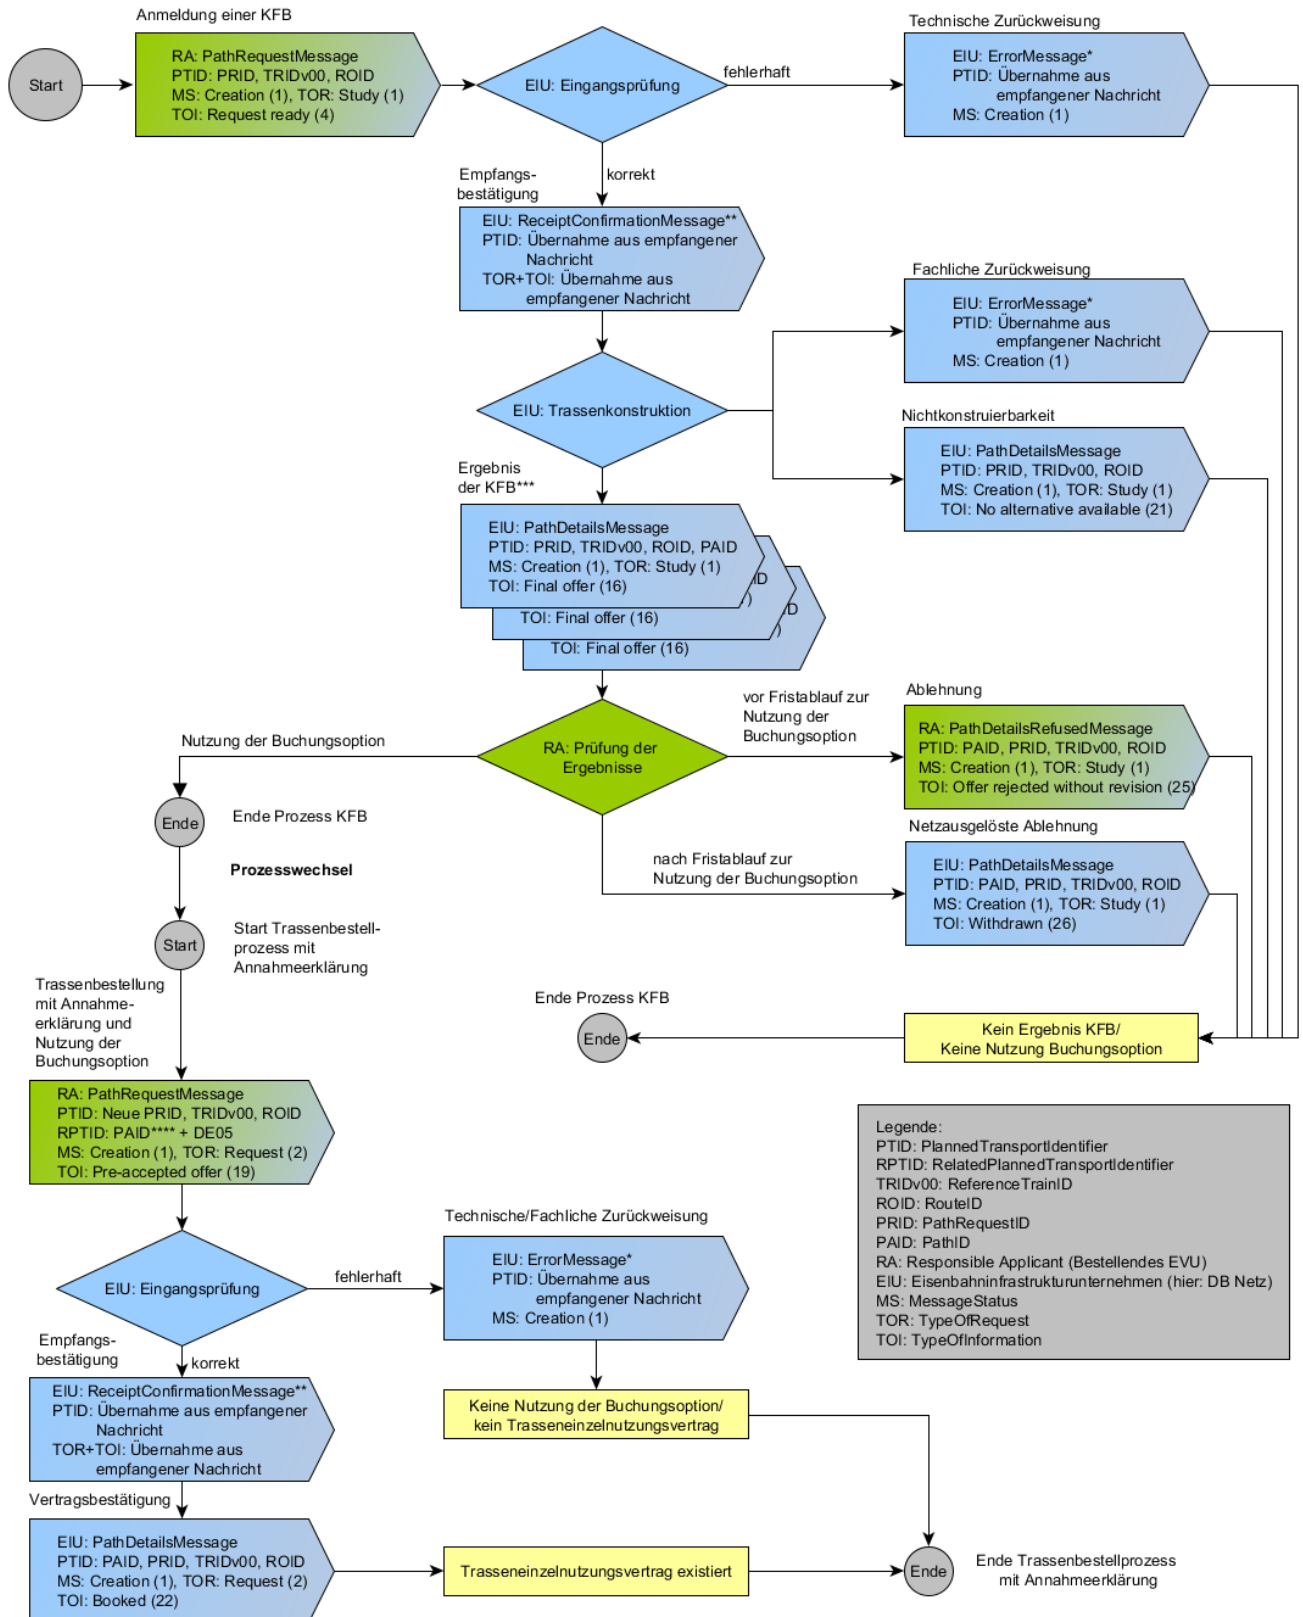 Anmeldung einer KFB
Start
RA: PathRequestMessage
PTID: PRID, TRIDv00, ROID
MS: Creation (1), TOR: Study (1)
TOI: Request ready (4)
EIU: Eingangsprüfung
fehlerhaft
Technische Zurückweisung
EIU: ErrorMessage*
PTID: Übernahme aus
empfangener Nachricht
MS: Creation (1)
korrekt
Empfangs-
bestätigung
EIU: ReceiptConfirmationMessage**
PTID: Übernahme aus empfangener
Nachricht
TOR+TOI: Übernahme aus
empfangener Nachricht
Fachliche Zurückweisung
EIU: ErrorMessage*
PTID: Übernahme aus
empfangener Nachricht
MS: Creation (1)
EIU: Trassenkonstruktion
Nichtkonstruierbarkeit
EIU: PathDetailsMessage
PTID: PRID, TRIDv00, ROID
MS: Creation (1), TOR: Study (1)
TOI: No alternative available (21)
Ergebnis
der KFB***
EIU: PathDetailsMessage
PTID: PRID, TRIDv00, ROID, PAID
MS: Creation (1), TOR: Study (1)
TOI: Final offer (16)
ID
)
TOI: Final offer (16)
D
)
TOI: Final offer (16)
RA: Prüfung der
Ergebnisse
Nutzung der Buchungsoption
vor Fristablauf zur
Nutzung der
Buchungsoption
Ablehnung
RA: PathDetailsRefusedMessage
PTID: PAID, PRID, TRIDv00, ROID
MS: Creation (1), TOR: Study (1)
TOI: Offer rejected without revision (25)
Ende
Ende Prozess KFB
nach Fristablauf zur
Nutzung der Buchungsoption
Netzausgelöste Ablehnung
EIU: PathDetailsMessage
PTID: PAID, PRID, TRIDv00, ROID
MS: Creation (1), TOR: Study (1)
TOI: Withdrawn (26)
Prozesswechsel
Start
Start Trassenbestell-
prozess mit
Annahmeerklärung
Ende Prozess KFB
Ende
Kein Ergebnis KFB/
Keine Nutzung Buchungsoption
Trassenbestellung
mit Annahme-
erklärung und
Nutzung der
Buchungsoption
RA: PathRequestMessage
PTID: Neue PRID, TRIDv00, ROID
RPTID: PAID**** + DE05
MS: Creation (1), TOR: Request (2)
TOI: Pre-accepted offer (19)
Legende:
PTID: PlannedTransportIdentifier
RPTID: RelatedPlannedTransportIdentifier
TRIDv00: ReferenceTrainID
ROID: RouteID
PRID: PathRequestID
PAID: PathID
RA: Responsible Applicant (Bestellendes EVU)
EIU: Eisenbahninfrastrukturunternehmen (hier: DB Netz)
MS: MessageStatus
TOR: TypeOfRequest
TOI: TypeOfInformation
EIU: Eingangsprüfung
fehlerhaft
Technische/Fachliche Zurückweisung
EIU: ErrorMessage*
PTID: Übernahme aus
empfangener Nachricht
MS: Creation (1)
korrekt
Empfangs-
bestätigung
EIU: ReceiptConfirmationMessage**
PTID: Übernahme aus empfangener
Nachricht
TOR+TOI: Übernahme aus
empfangener Nachricht
Keine Nutzung der Buchungsoption/
kein Trasseneinzelnutzungsvertrag
Vertragsbestätigung
EIU: PathDetailsMessage
PTID: PAID, PRID, TRIDv00, ROID
MS: Creation (1), TOR: Request (2)
TOI: Booked (22)
Trasseneinzelnutzungsvertrag existiert
Ende
Ende Trassenbestellprozess
mit Annahmeerklärung